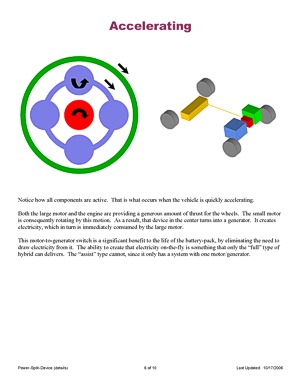 Accelerating
Notice how all components are active.  That is what occurs when the vehicle is quickly accelerating.
Both the large motor and the engine are providing a generous amount of thrust for the wheels.  The small motor
is consequently rotating by this motion.  As a result, that device in the center turns into a generator.  It creates
electricity, which in turn is immediately consumed by the large motor.
This motor-to-generator switch is a significant benefit to the life of the battery-pack, by eliminating the need to
draw electricity from it.  The ability to create that electricity on-the-fly is something that only the “full” type of
hybrid can delivers.  The “assist” type cannot, since it only has a system with one motor/generator.
Power-Split-Device (details)
6 of 10
Last Updated:  10/17/2006